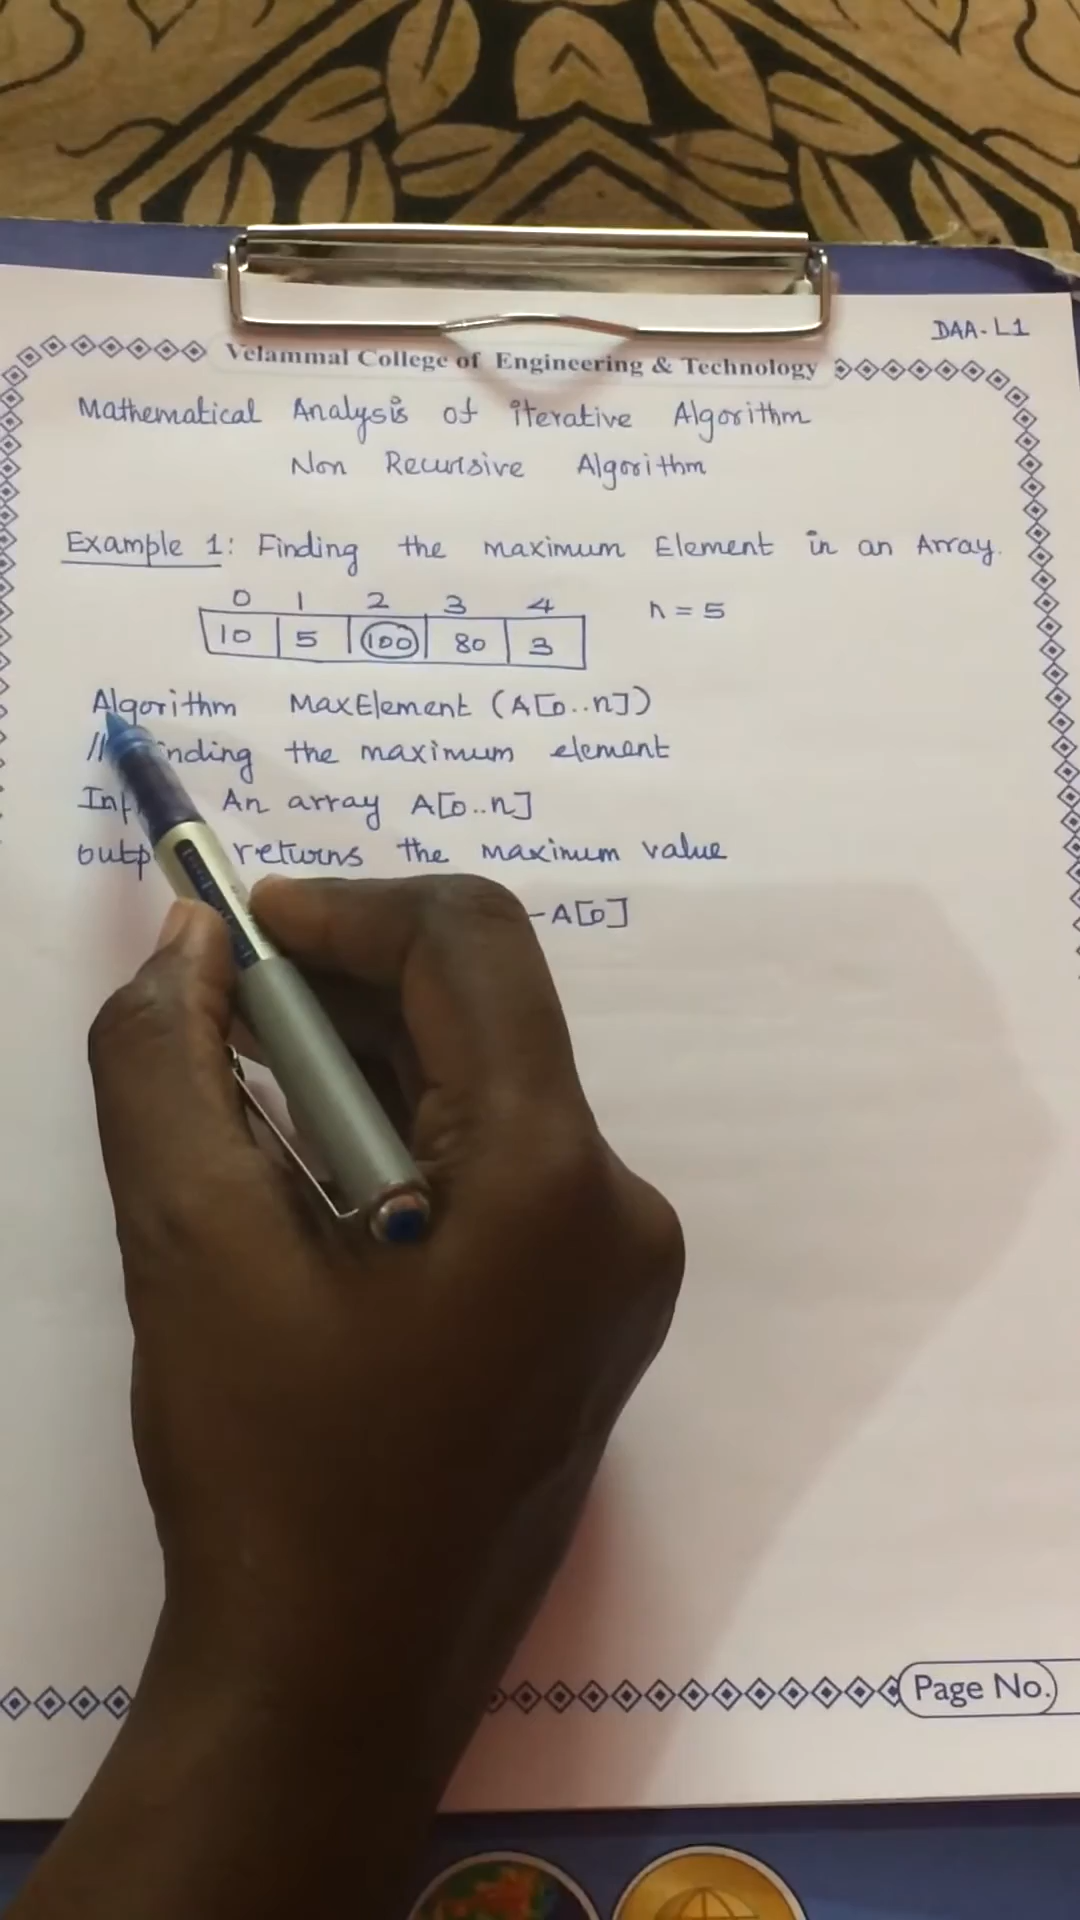 DAA-L1
Velammal College of Engineering & Technology
Mathematical Analysis of iterative Algorithm
Non Recursive Algorithm
Example 1: Finding the maximum Element in an Array.
0 1 2 3 4
10 5 100 80 3 n = 5
Algorithm MaxElement (A[0..n])
// finding the maximum element
An array A[0..n]
returns the maximum value
A[0]
Page No.